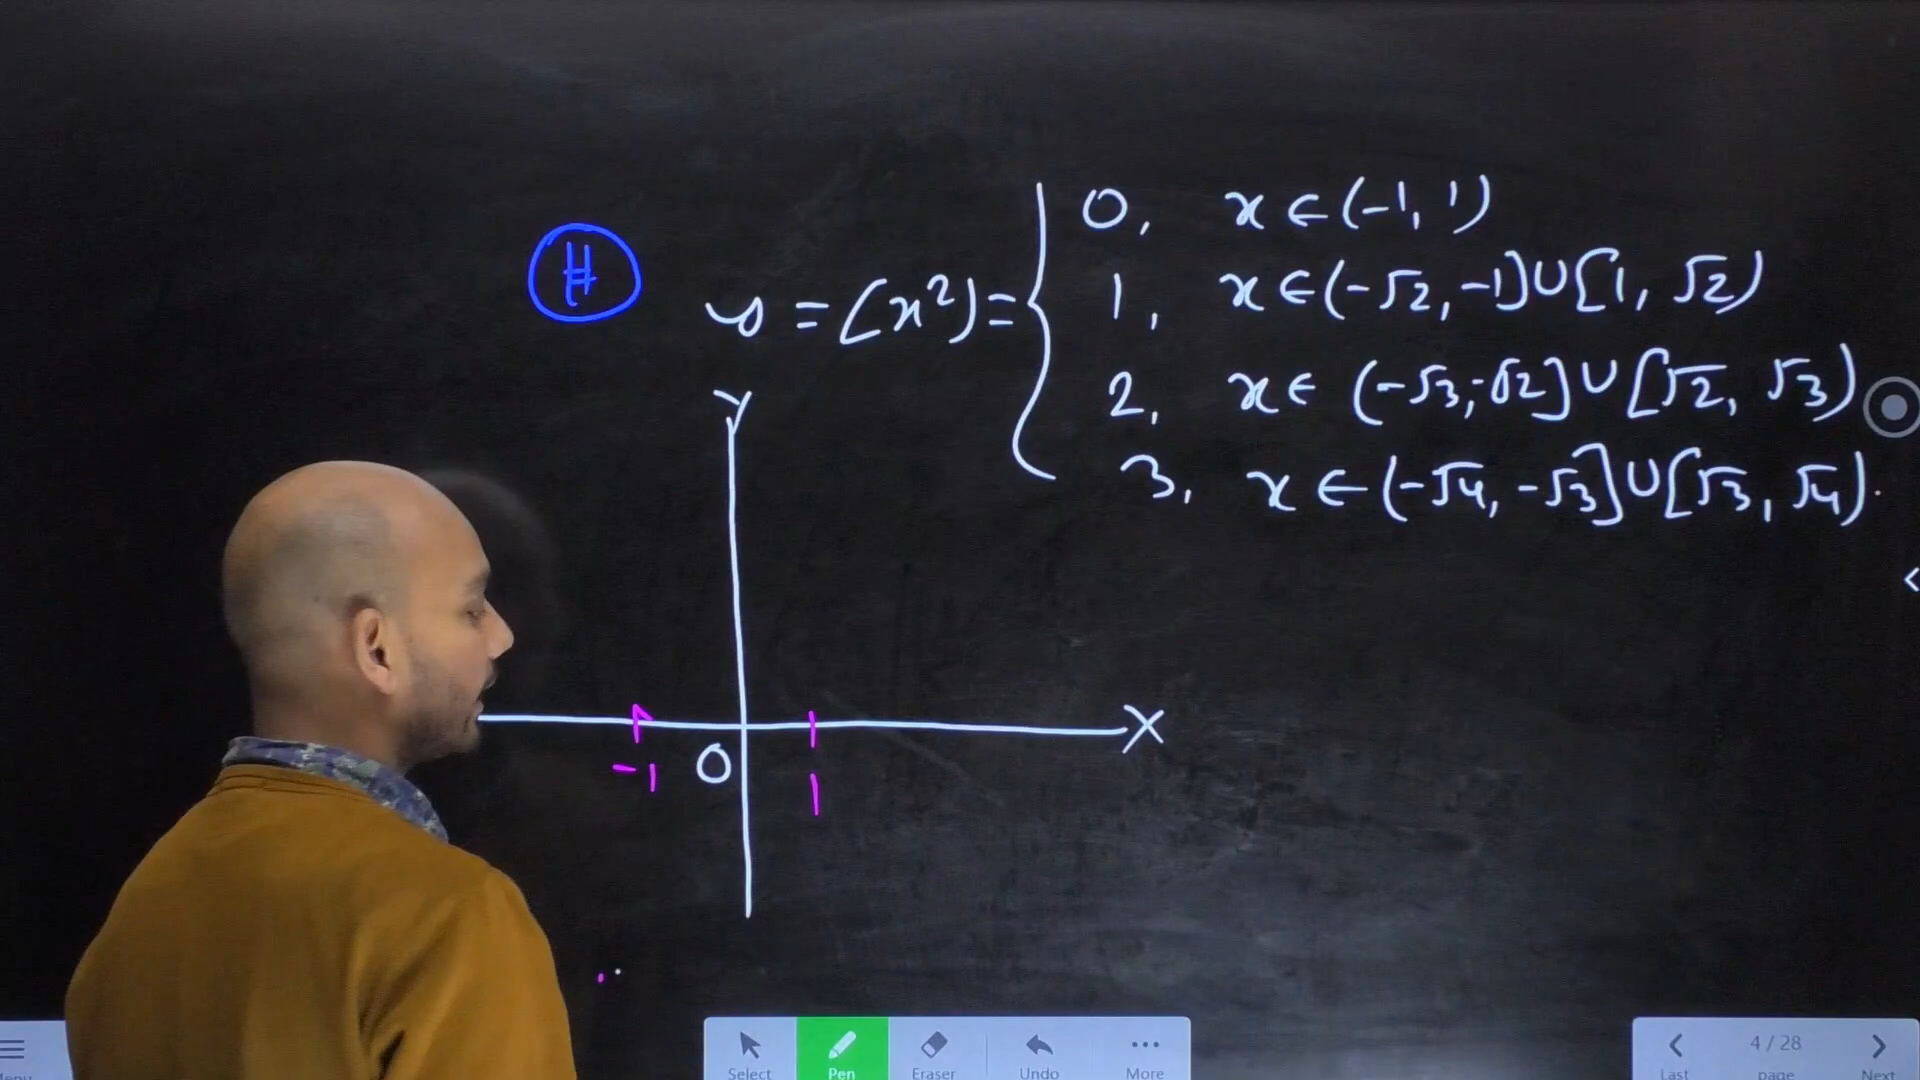 0, x ∈ (-1, 1)
#
y = [x²] =
1, x ∈ (-√2, -1] ∪ [1, √2)
2, x ∈ (-√3, -√2] ∪ [√2, √3)
3, x ∈ (-√4, -√3] ∪ [√3, √4).
Y
X
-1 0 1
Select Pen Eraser Undo More
Last 4 / 28 page Next